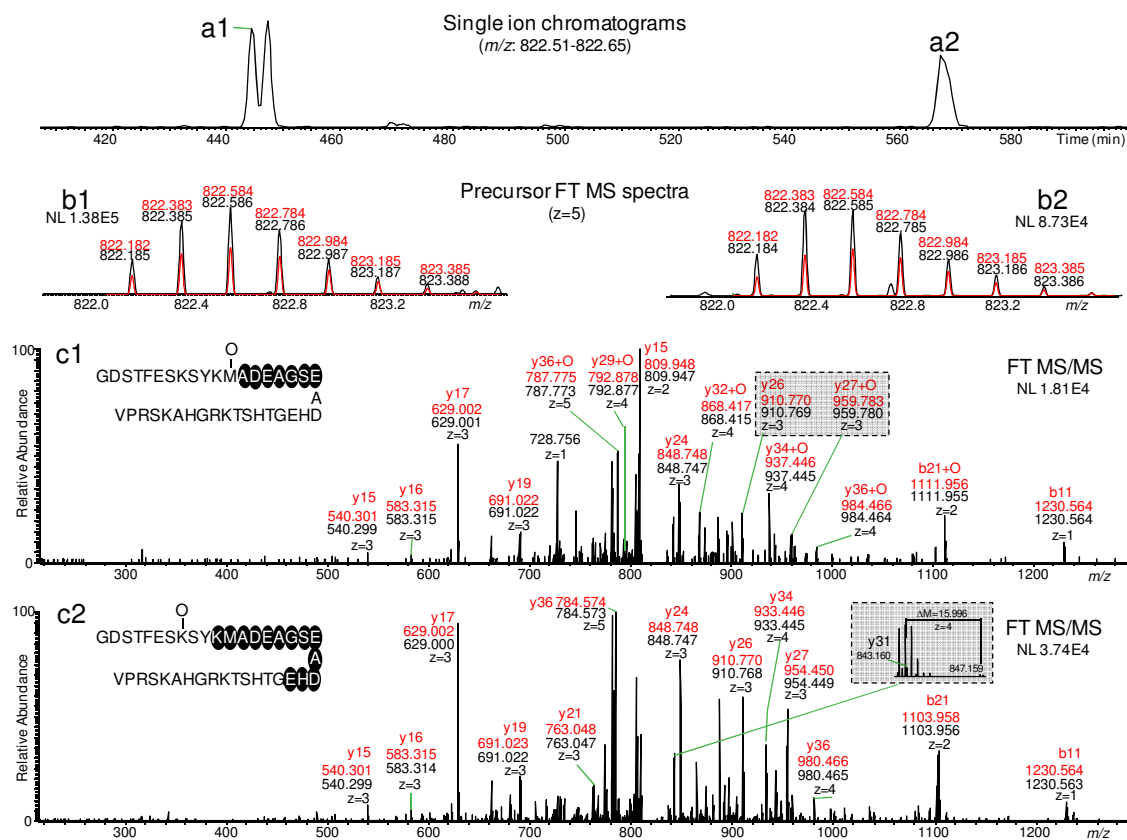 a1
Single ion chromatograms
(m/z: 822.51-822.65)
a2
420 440 460 480 500 520 540 560 580 Time (min)
b1
NL 1.38E5
822.182
822.185
822.383
822.385
822.584
822.586
822.784
822.786
822.984
822.987
823.185
823.187
823.385
823.388
822.0 822.4 822.8 823.2 m/z
Precursor FT MS spectra
(z=5)
b2
NL 8.73E4
822.182
822.184
822.383
822.384
822.584
822.585
822.784
822.785
822.984
822.986
823.185
823.186
823.385
823.386
822.0 822.4 822.8 823.2 m/z
c1
FT MS/MS
NL 1.81E4
Relative Abundance
100
0
O
GDSTFESKSYKMADEAGSE
A
VPRSKAHGRKTSHTGEHD
y15
540.301
540.299
z=3
y16
583.315
583.315
z=3
y17
629.002
629.001
z=3
y19
691.022
691.022
z=3
728.756
z=1
y36+O
787.775
787.773
z=5
y29+O
792.878
792.877
z=4
y15
809.948
809.947
z=2
y24
848.748
848.747
z=3
y32+O
868.417
868.415
z=4
y26
910.770
910.769
z=3
y27+O
959.783
959.780
z=3
y34+O
937.446
937.445
z=4
y36+O
984.466
984.464
z=4
b21+O
1111.956
1111.955
z=2
b11
1230.564
1230.564
z=1
300 400 500 600 700 800 900 1000 1100 1200
m/z
c2
FT MS/MS
NL 3.74E4
Relative Abundance
100
0
O
GDSTFESKSYKMADEAGSE
A
VPRSKAHGRKTSHTGEHD
y15
540.301
540.299
z=3
y16
583.315
583.314
z=3
y17
629.002
629.000
z=3
y19
691.023
691.022
z=3
y21
763.048
763.047
z=3
y36 784.574
784.573
z=5
y24
848.748
848.747
z=3
y26
910.770
910.768
z=3
y34
933.446
933.445
z=4
y27
954.450
954.449
z=3
y36
980.466
980.465
z=4
ΔM=15.996
z=4
y31
843.160
847.159
b21
1103.958
1103.956
z=2
b11
1230.564
1230.563
z=1
300 400 500 600 700 800 900 1000 1100 1200
m/z